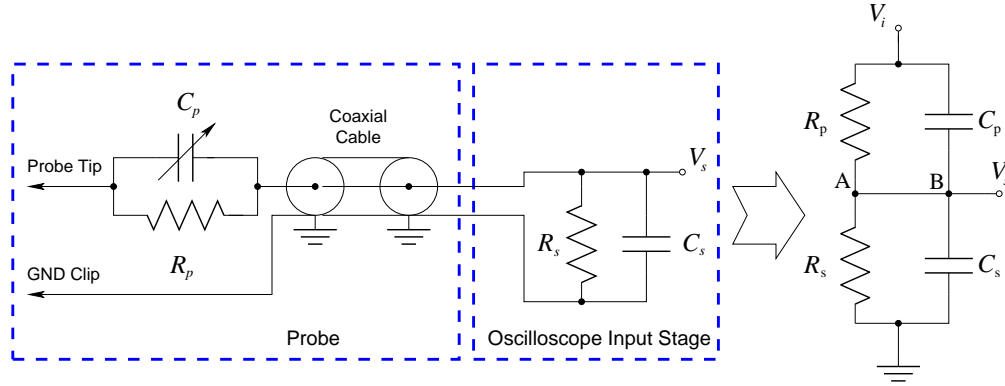 Probe Tip
C_p
R_p
GND Clip
Coaxial
Cable
Probe
V_s
R_s
C_s
Oscilloscope Input Stage
V_i
R_p
C_p
A
B
V_s
R_s
C_s